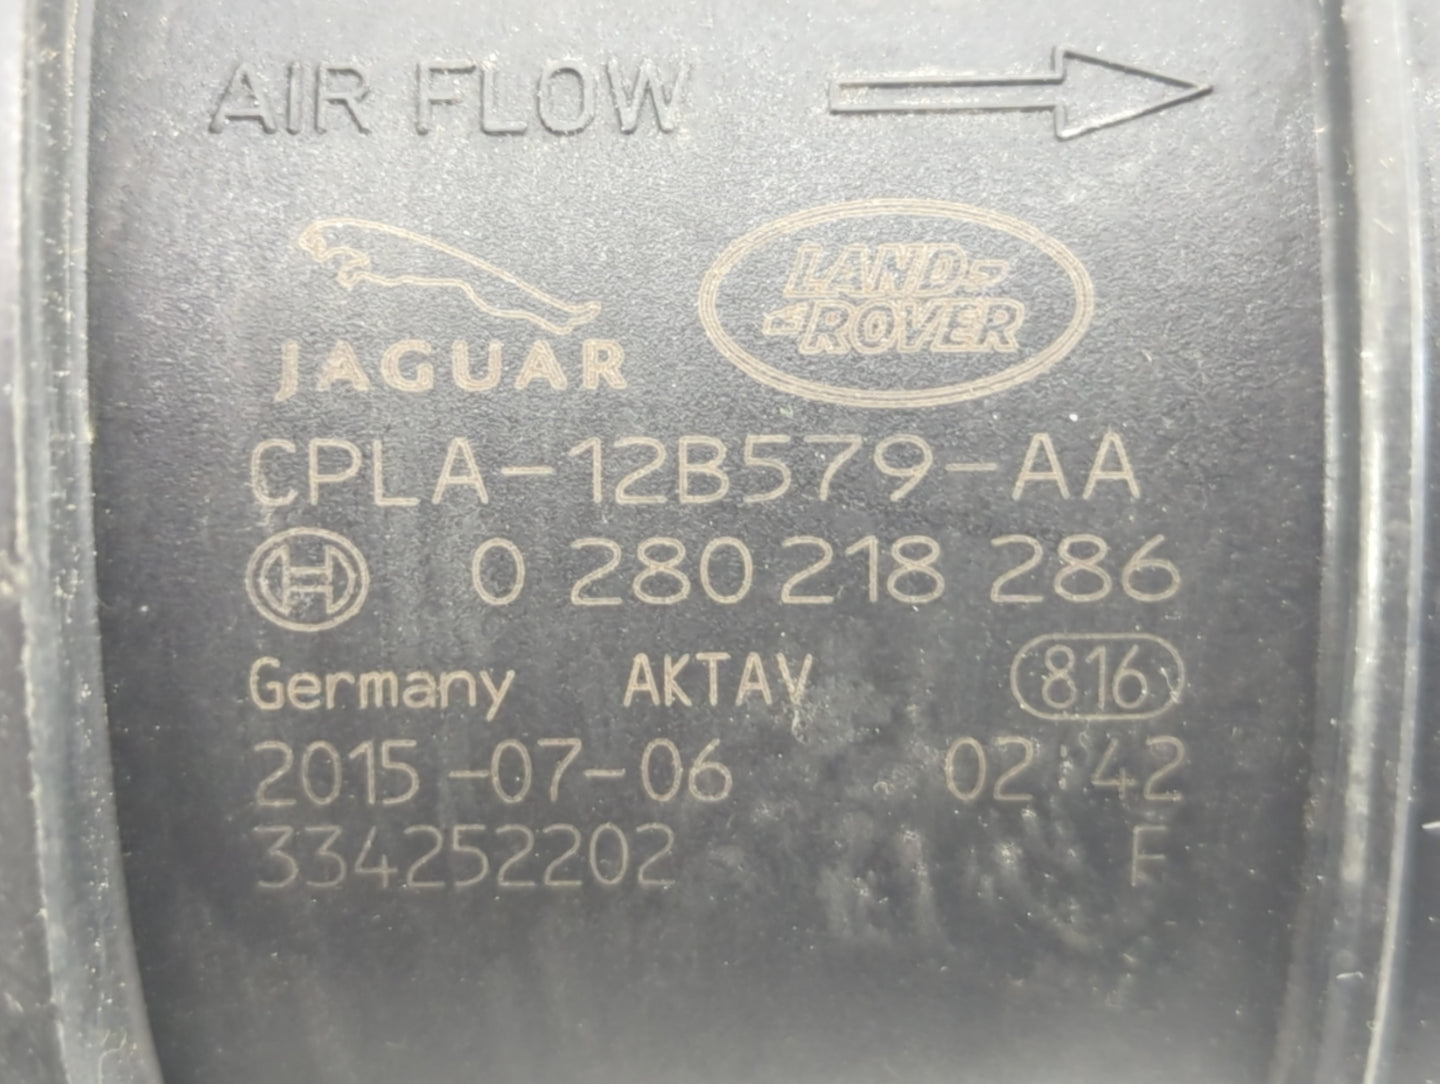 AIR FLOW
JAGUAR
LAND ROVER
CPLA-12B579-AA
0 280 218 286
Germany AKTAV 816
2015-07-06 02:42
334252202 F